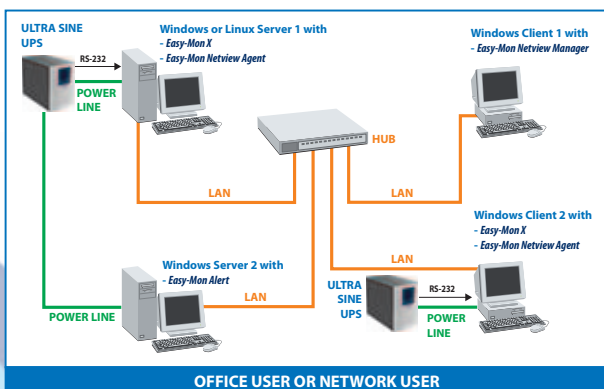 ULTRA SINE
UPS
RS-232
POWER
LINE
Windows or Linux Server 1 with
- Easy-Mon X
- Easy-Mon Netview Agent
Windows Client 1 with
- Easy-Mon Netview Manager
HUB
LAN
LAN
Windows Client 2 with
- Easy-Mon X
- Easy-Mon Netview Agent
LAN
Windows Server 2 with
- Easy-Mon Alert
LAN
POWER LINE
ULTRA
SINE
UPS
RS-232
POWER
LINE
OFFICE USER OR NETWORK USER